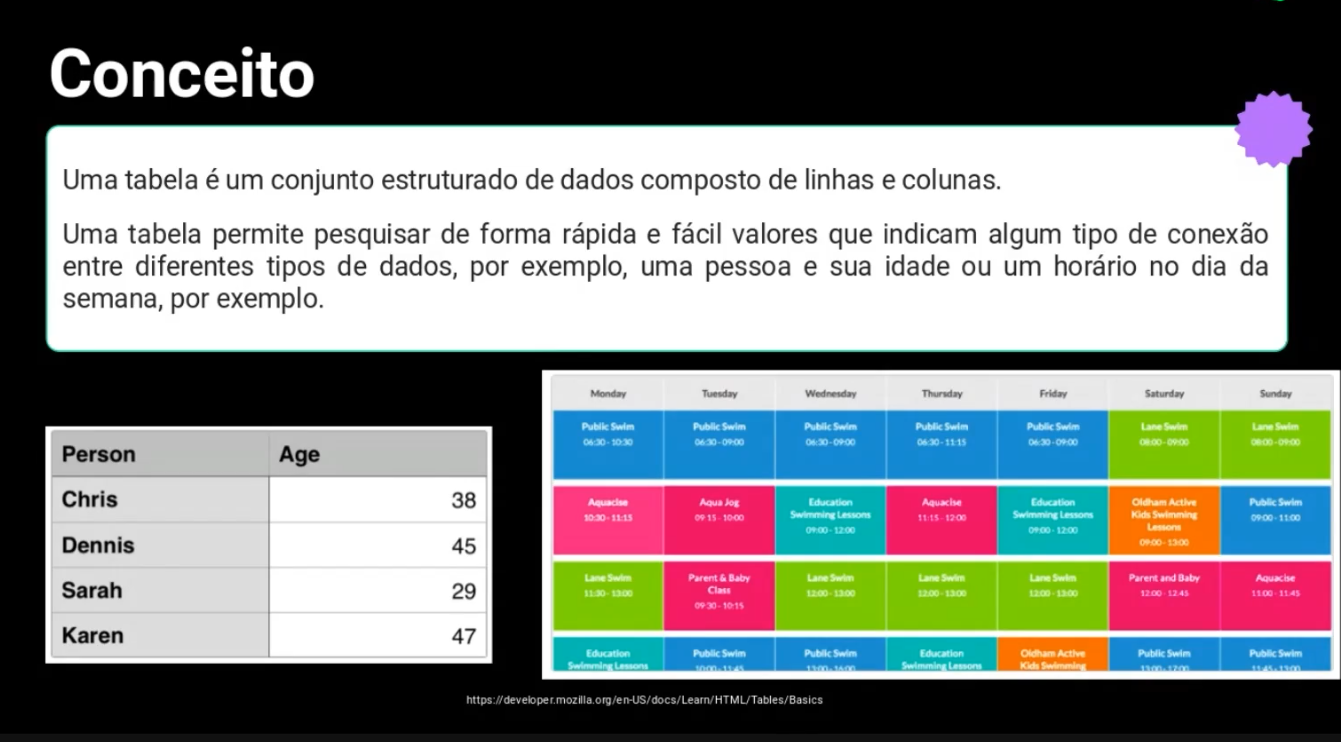 Conceito
Uma tabela é um conjunto estruturado de dados composto de linhas e colunas.
Uma tabela permite pesquisar de forma rápida e fácil valores que indicam algum tipo de conexão
entre diferentes tipos de dados, por exemplo, uma pessoa e sua idade ou um horário no dia da
semana, por exemplo.
Person Age
Chris 38
Dennis 45
Sarah 29
Karen 47
Monday Tuesday Wednesday Thursday Friday Saturday Sunday
Public Swim Public Swim Public Swim Public Swim Public Swim Lane Swim Lane Swim
06:30 - 10:30 06:30 - 09:00 06:30 - 09:00 06:30 - 11:15 06:30 - 09:00 08:00 - 09:00 08:00 - 09:00
Aquacise Aqua Jog Education Aquacise Education Oldham Active Public Swim
10:30 - 11:15 09:15 - 10:00 Swimming Lessons 11:15 - 12:00 Swimming Lessons Kids Swimming 09:00 - 11:00
09:00 - 12:00 09:00 - 12:00 Lessons
09:00 - 13:00
Lane Swim Parent & Baby Lane Swim Lane Swim Lane Swim Parent and Baby Aquacise
11:30 - 13:00 Class 12:00 - 13:00 12:00 - 13:00 12:00 - 13:00 12:00 - 12:45 11:00 - 11:45
09:30 - 10:15
Education Public Swim Public Swim Education Oldham Active Public Swim Public Swim
Swimming Lessons 10:00 - 11:45 13:00 - 16:00 Swimming Lessons Kids Swimming 13:00 - 17:00 11:45 - 13:00
https://developer.mozilla.org/en-US/docs/Learn/HTML/Tables/Basics